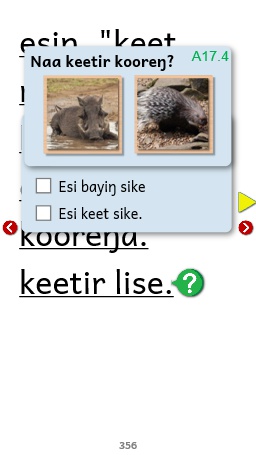 esin, "keet
Naa keetir kooreŋ?
A17.4
Esi bayiŋ sike
Esi keet sike.
kooreŋa.
keetir lise.
?
356